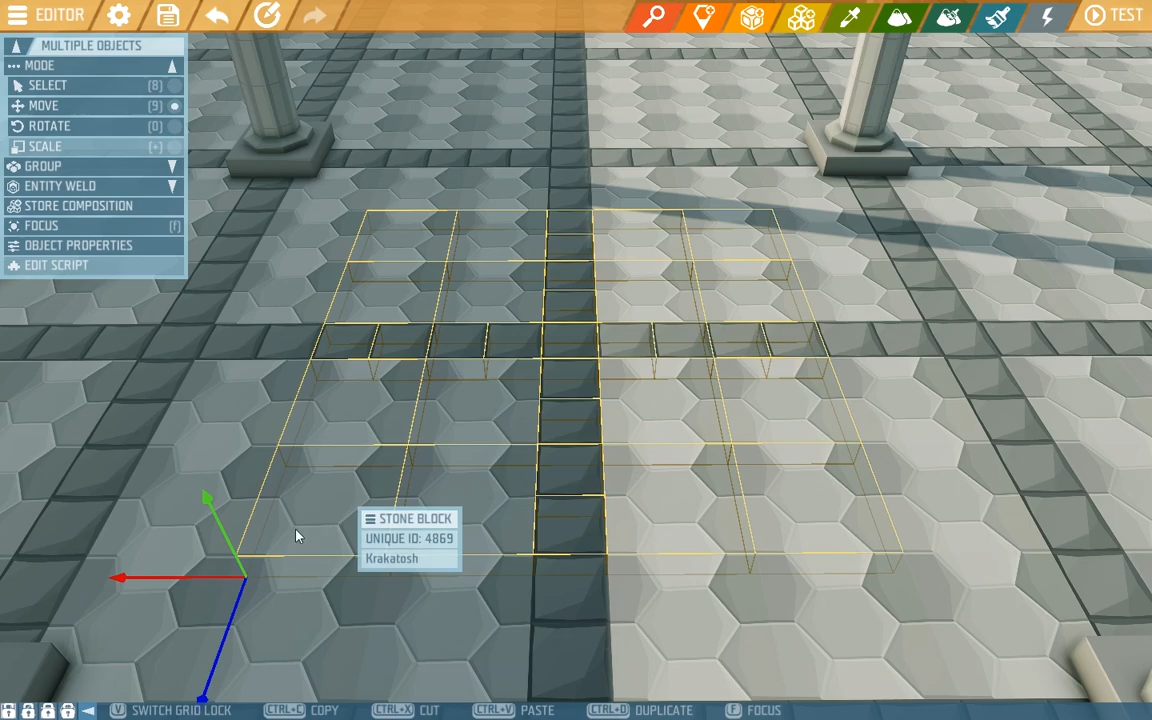 EDITOR
TEST
MULTIPLE OBJECTS
MODE
SELECT [8]
MOVE [9]
ROTATE [0]
SCALE [+]
GROUP
ENTITY WELD
STORE COMPOSITION
FOCUS [f]
OBJECT PROPERTIES
EDIT SCRIPT
STONE BLOCK
UNIQUE ID: 4869
Krakatosh
V SWITCH GRID LOCK CTRL+C COPY CTRL+X CUT CTRL+V PASTE CTRL+D DUPLICATE F FOCUS